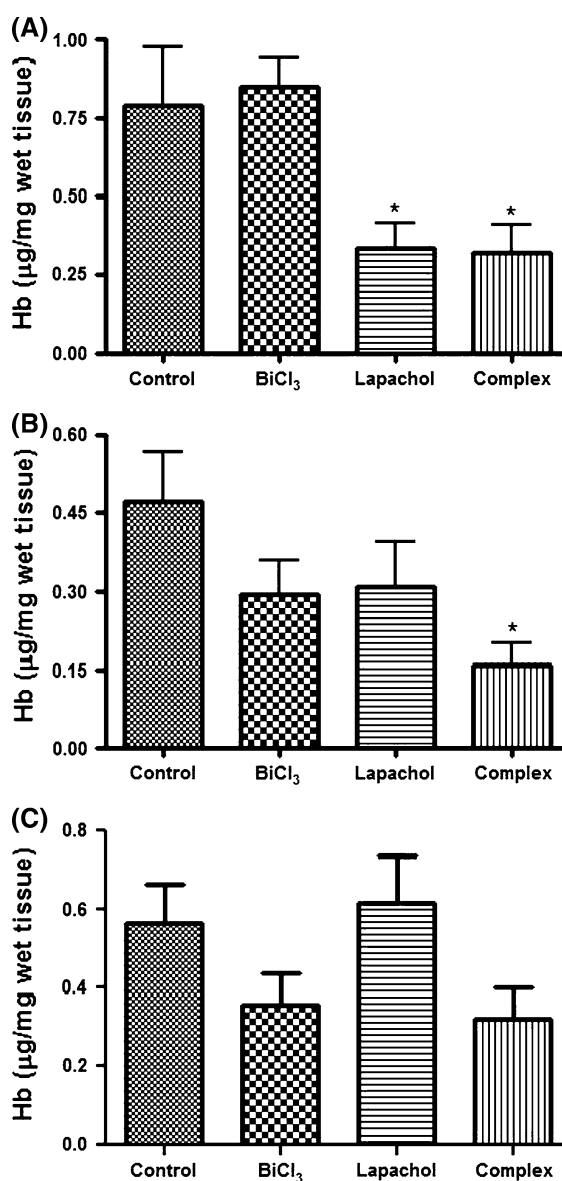 (A)
Hb (µg/mg wet tissue)
1.00
0.75
0.50
0.25
0.00
*
*
Control BiCl₃ Lapachol Complex
(B)
Hb (µg/mg wet tissue)
0.60
0.45
0.30
0.15
0.00
*
Control BiCl₃ Lapachol Complex
(C)
Hb (µg/mg wet tissue)
0.8
0.6
0.4
0.2
0.0
Control BiCl₃ Lapachol Complex